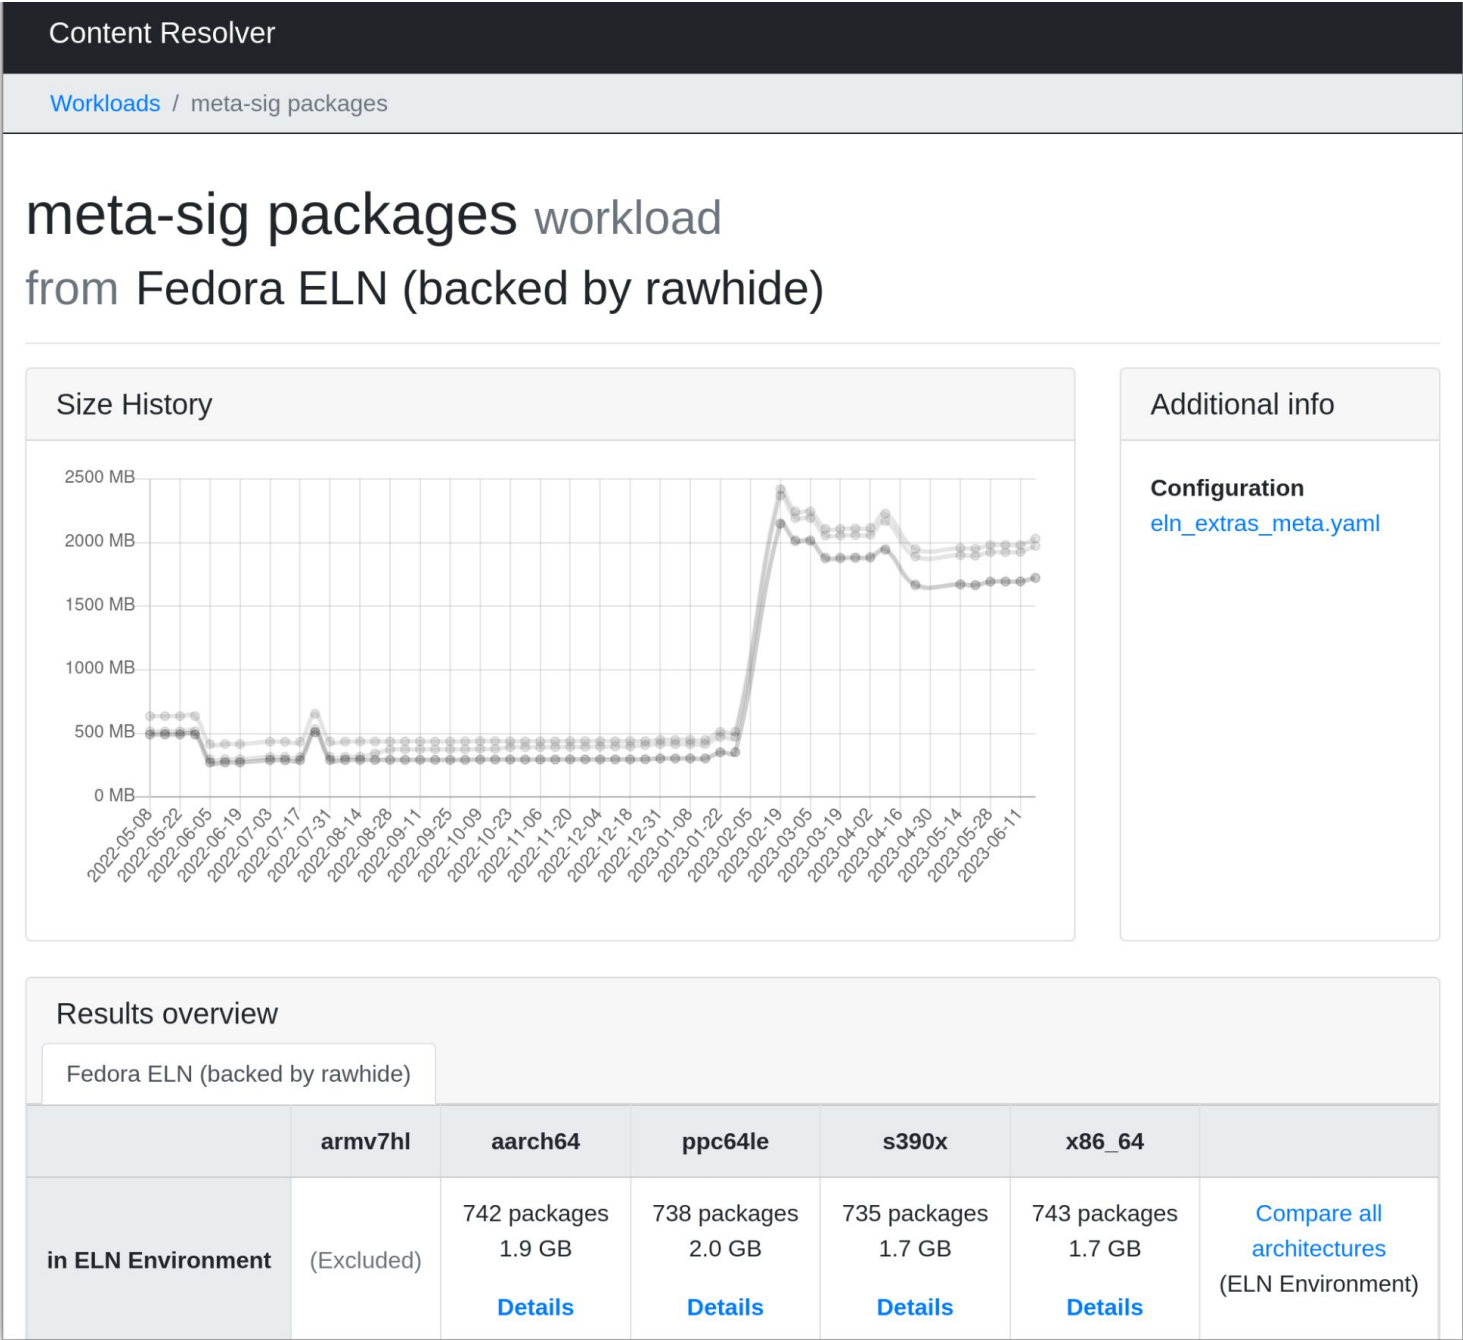 Content Resolver
Workloads / meta-sig packages
meta-sig packages workload
from Fedora ELN (backed by rawhide)
Size History
Additional info
2500 MB
2000 MB
1500 MB
1000 MB
500 MB
0 MB
2022-05-08
2022-05-22
2022-06-05
2022-06-19
2022-07-03
2022-07-17
2022-07-31
2022-08-14
2022-08-28
2022-09-11
2022-09-25
2022-10-09
2022-10-23
2022-11-06
2022-11-20
2022-12-04
2022-12-18
2022-12-31
2023-01-08
2023-01-22
2023-02-05
2023-02-19
2023-03-05
2023-03-19
2023-04-02
2023-04-16
2023-04-30
2023-05-14
2023-05-28
2023-06-11
Configuration
eln_extras_meta.yaml
Results overview
Fedora ELN (backed by rawhide)
armv7hl aarch64 ppc64le s390x x86_64
in ELN Environment
(Excluded)
742 packages
1.9 GB
Details
738 packages
2.0 GB
Details
735 packages
1.7 GB
Details
743 packages
1.7 GB
Details
Compare all
architectures
(ELN Environment)